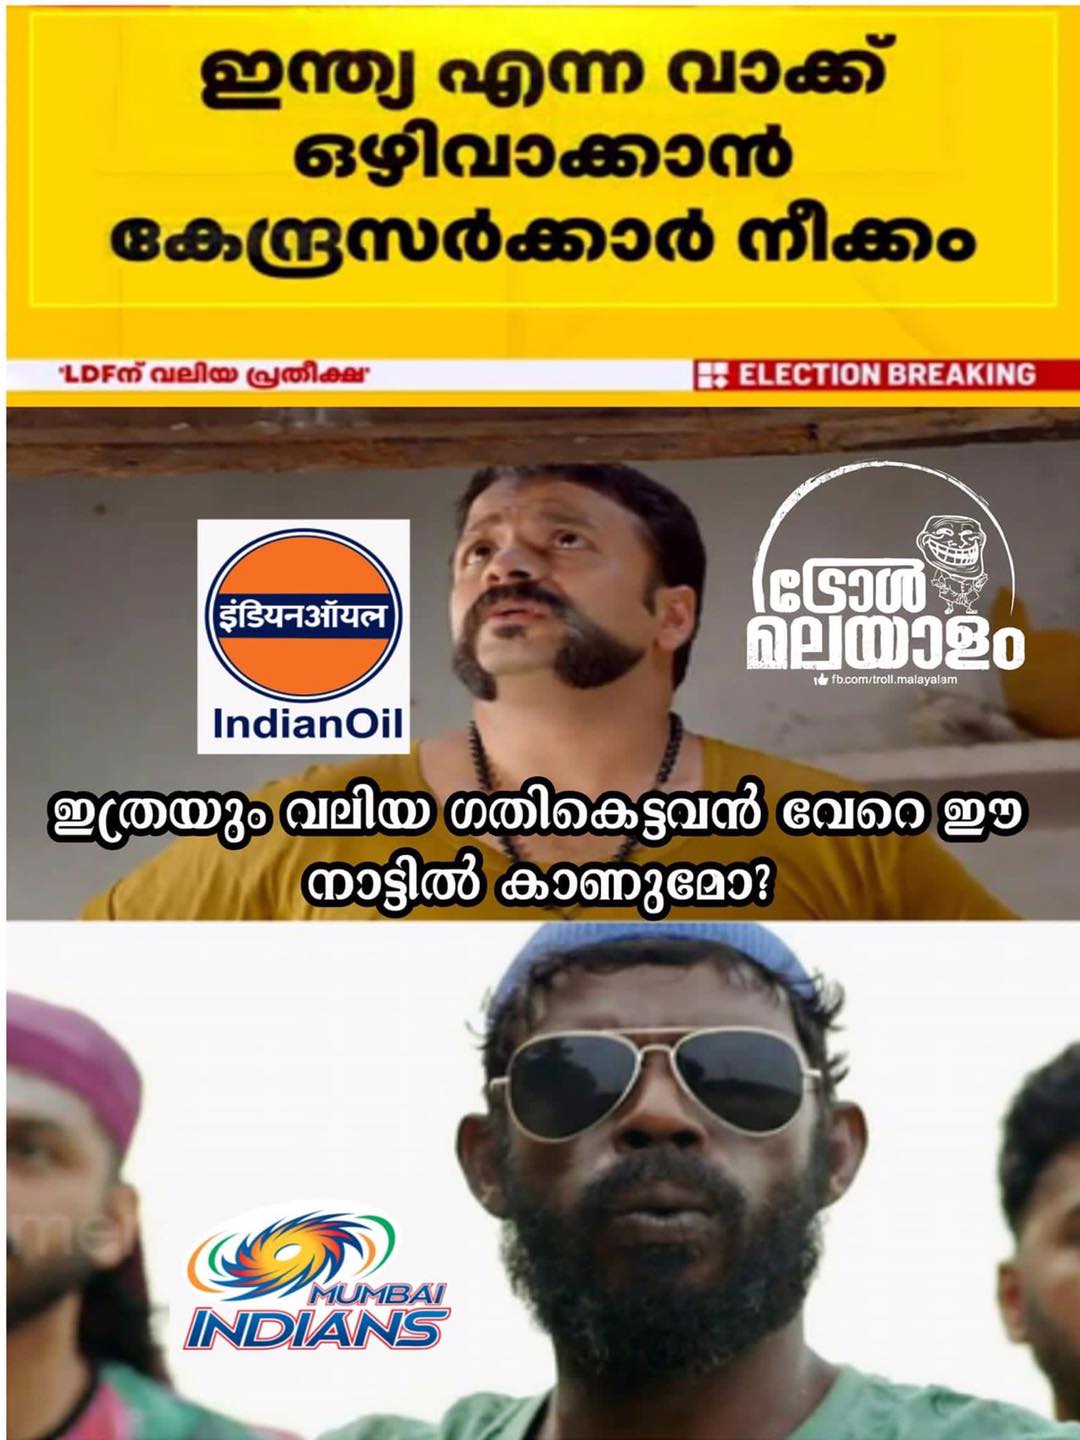 ഇന്ത്യ എന്ന വാക്ക്
ഒഴിവാക്കാൻ
കേന്ദ്രസർക്കാർ നീക്കം
'LDFന് വലിയ പ്രതീക്ഷ'
ELECTION BREAKING
इंडियनऑयल
IndianOil
ട്രോൾ
മലയാളം
fb.com/troll.malayalam
ഇത്രയും വലിയ ഗതികെട്ടവൻ വേറെ ഈ
നാട്ടിൽ കാണുമോ?
MUMBAI
INDIANS